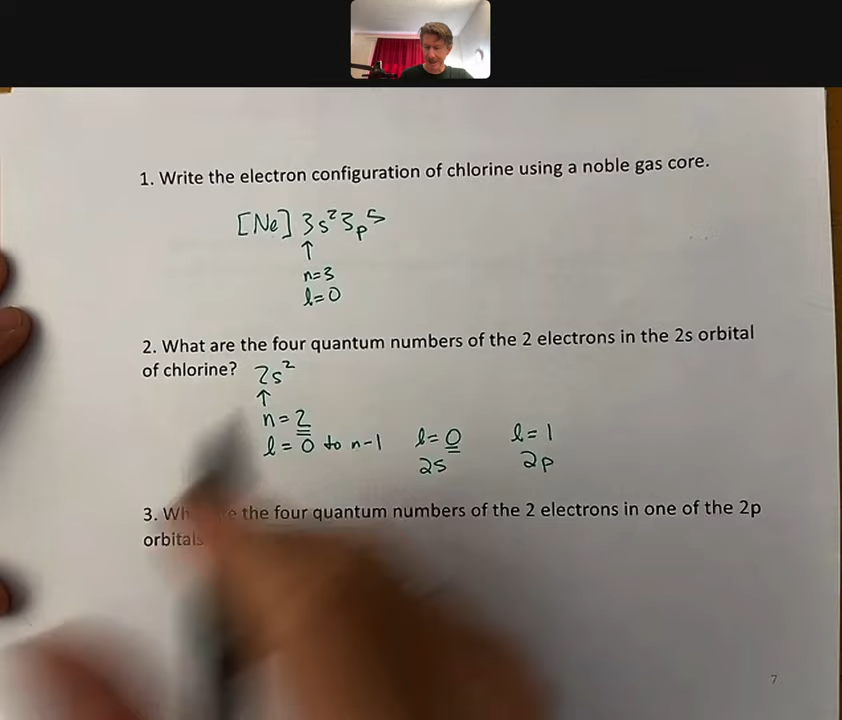 1. Write the electron configuration of chlorine using a noble gas core.
[Ne] 3s²3p⁵
↑
n=3
l=0
2. What are the four quantum numbers of the 2 electrons in the 2s orbital
of chlorine? 2s²
↑
n=2
l=0 to n-1 l=0 l=1
2s 2p
3. the four quantum numbers of the 2 electrons in one of the 2p
orbitals
7